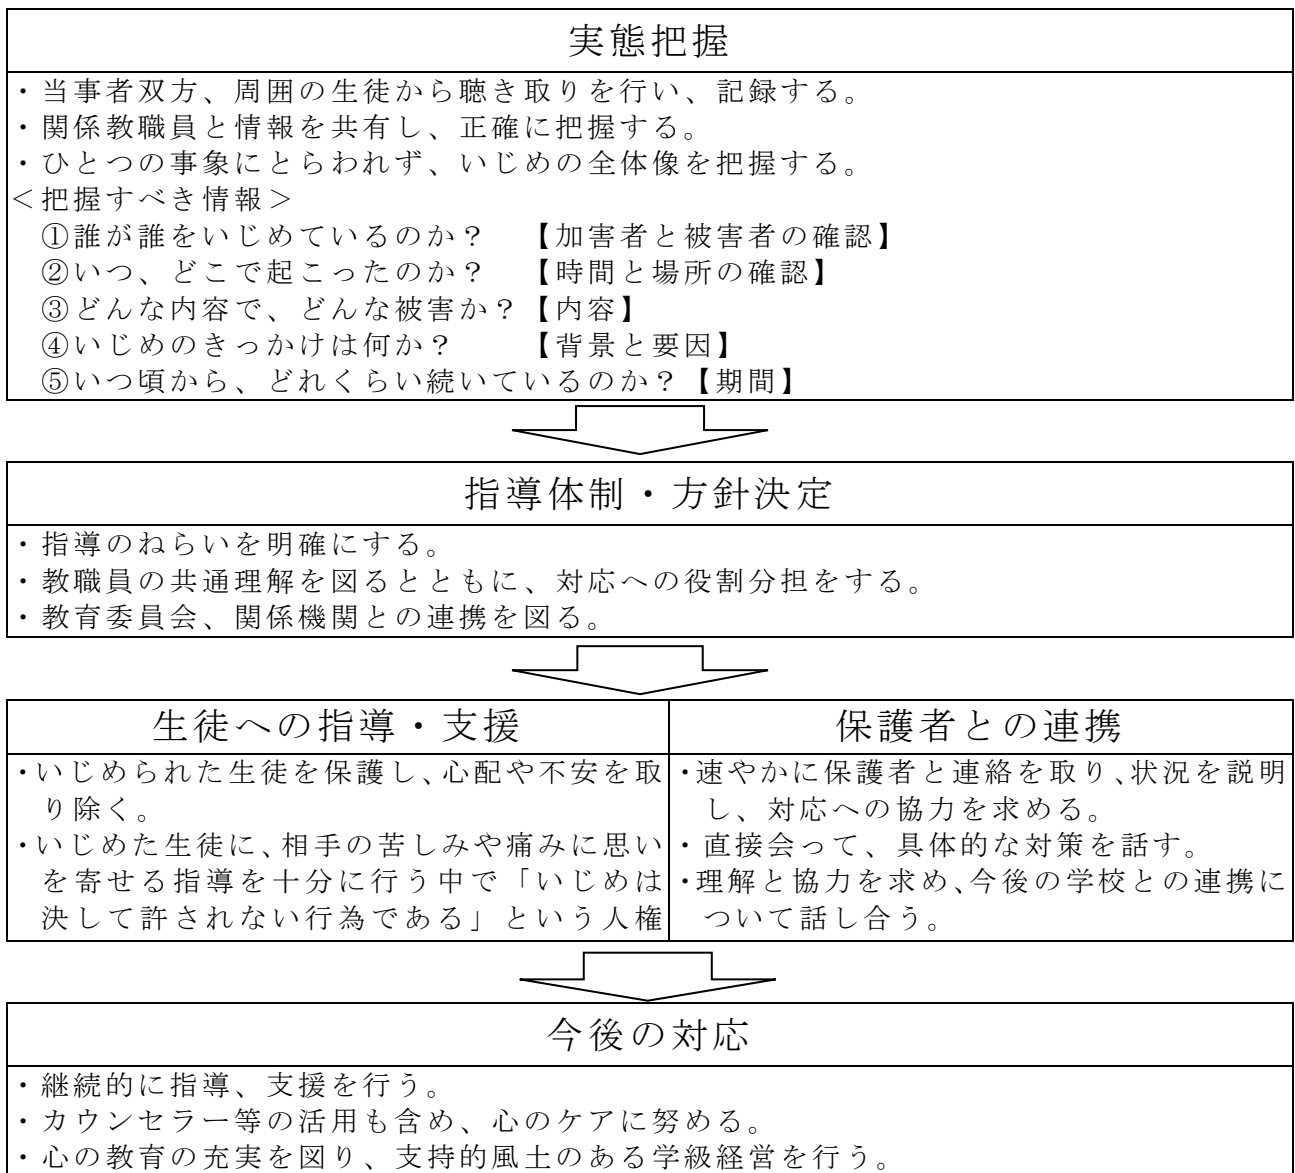 実態把握
・当事者双方、周囲の生徒から聴き取りを行い、記録する。
・関係教職員と情報を共有し、正確に把握する。
・ひとつの事象にとらわれず、いじめの全体像を把握する。
＜把握すべき情報＞
①誰が誰をいじめているのか？　【加害者と被害者の確認】
②いつ、どこで起こったのか？　【時間と場所の確認】
③どんな内容で、どんな被害か？【内容】
④いじめのきっかけは何か？　　【背景と要因】
⑤いつ頃から、どれくらい続いているのか？【期間】
指導体制・方針決定
・指導のねらいを明確にする。
・教職員の共通理解を図るとともに、対応への役割分担をする。
・教育委員会、関係機関との連携を図る。
生徒への指導・支援
・いじめられた生徒を保護し、心配や不安を取
り除く。
・いじめた生徒に、相手の苦しみや痛みに思い
を寄せる指導を十分に行う中で「いじめは
決して許されない行為である」という人権
保護者との連携
・速やかに保護者と連絡を取り、状況を説明
し、対応への協力を求める。
・直接会って、具体的な対策を話す。
・理解と協力を求め、今後の学校との連携に
ついて話し合う。
今後の対応
・継続的に指導、支援を行う。
・カウンセラー等の活用も含め、心のケアに努める。
・心の教育の充実を図り、支持的風土のある学級経営を行う。